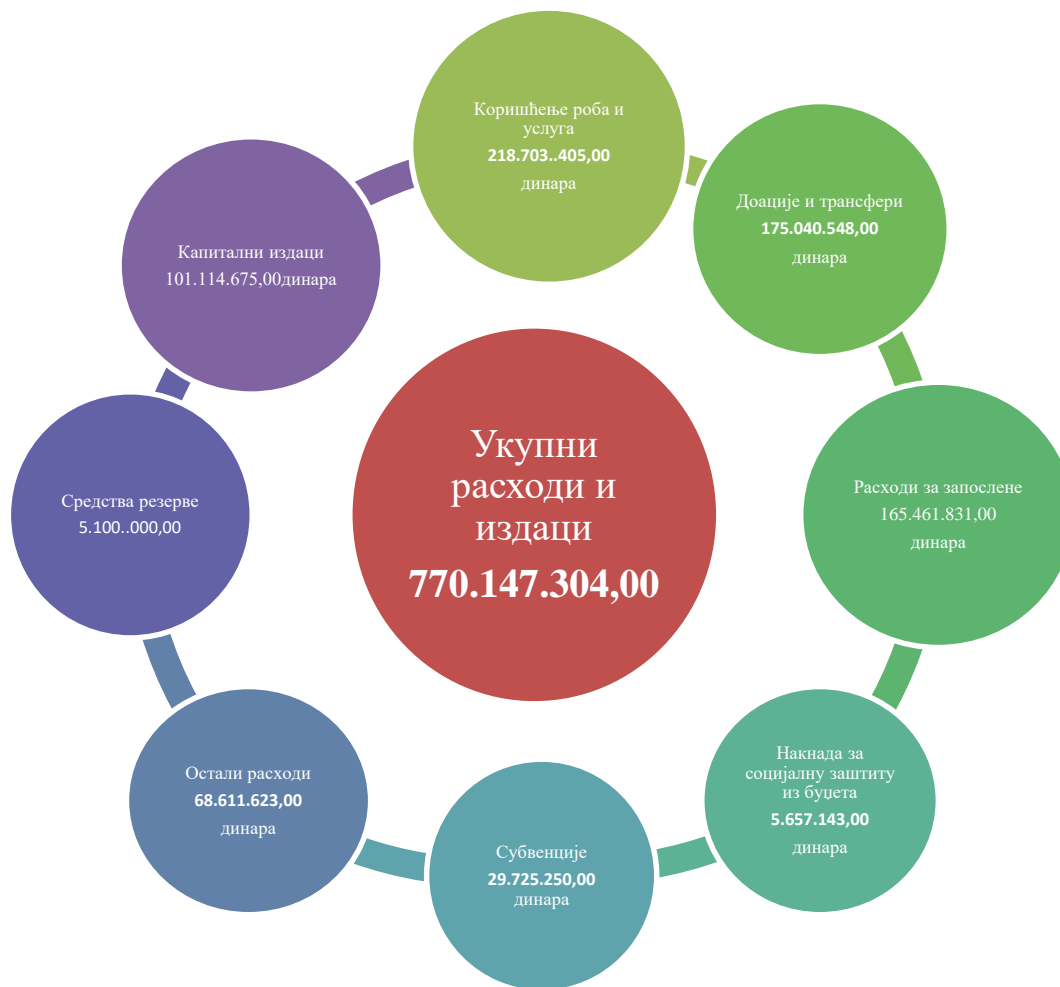 Коришћење роба и
услуга
218.703..405,00
динара
Доације и трансфери
175.040.548,00
динара
Капитални издаци
101.114.675,00динара
Укупни
расходи и
издаци
770.147.304,00
Расходи за запослене
165.461.831,00
динара
Средства резерве
5.100..000,00
Накнада за
социјалну заштиту
из буџета
5.657.143,00
динара
Остали расходи
68.611.623,00
динара
Субвенције
29.725.250,00
динара